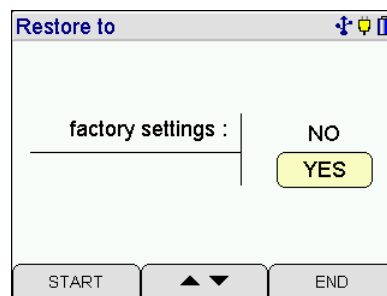 Restore to
factory settings :
NO
YES
START
END